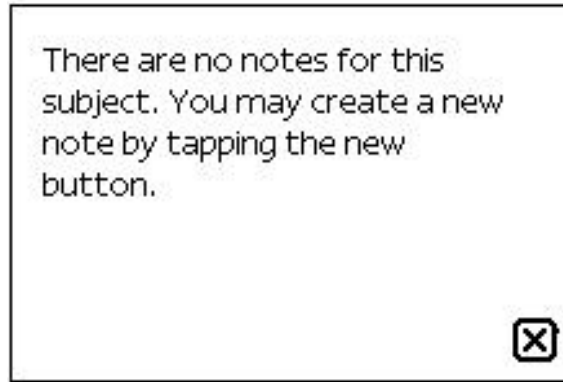 There are no notes for this
subject. You may create a new
note by tapping the new
button.